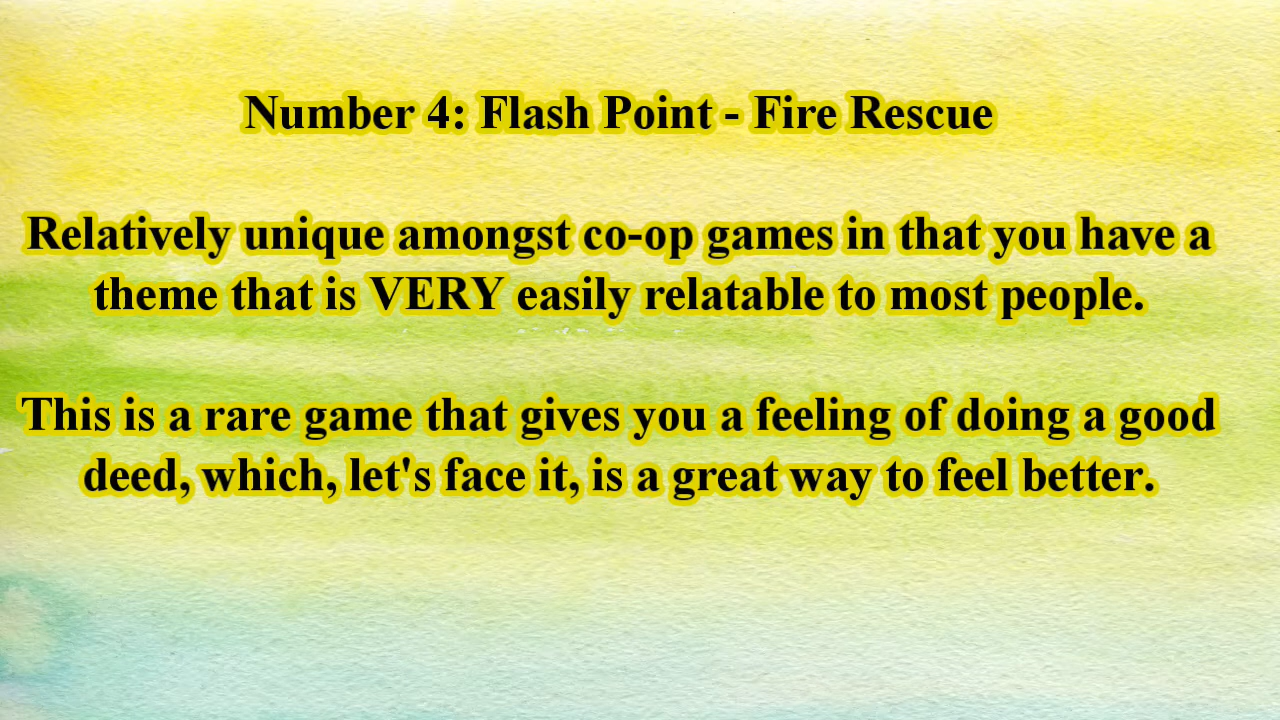 Number 4: Flash Point - Fire Rescue
Relatively unique amongst co-op games in that you have a
theme that is VERY easily relatable to most people.
This is a rare game that gives you a feeling of doing a good
deed, which, let's face it, is a great way to feel better.